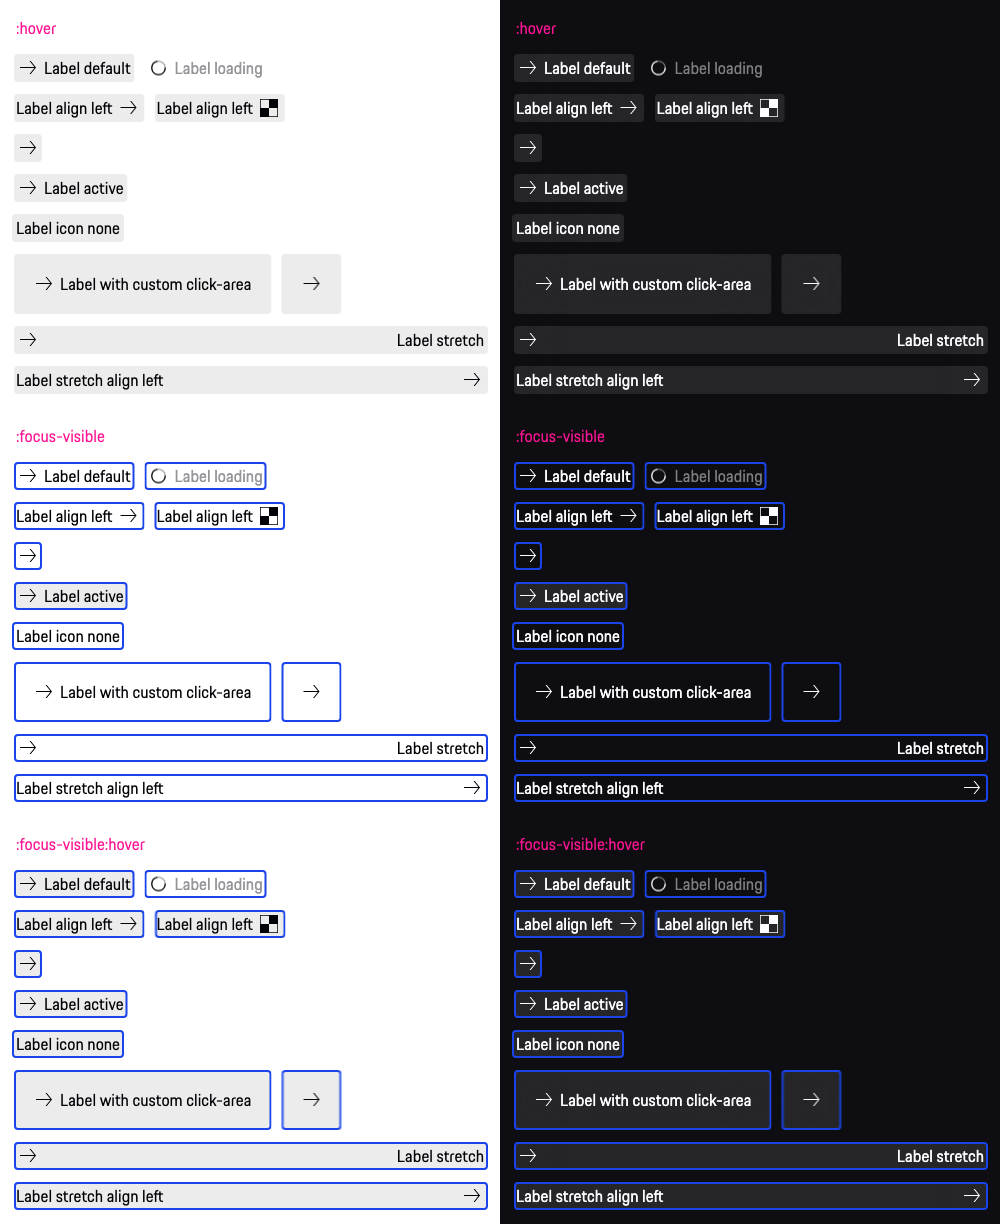 :hover
Label default Label loading
Label align left Label align left
Label active
Label icon none
Label with custom click-area
Label stretch
Label stretch align left
:focus-visible
Label default Label loading
Label align left Label align left
Label active
Label icon none
Label with custom click-area
Label stretch
Label stretch align left
:focus-visible:hover
Label default Label loading
Label align left Label align left
Label active
Label icon none
Label with custom click-area
Label stretch
Label stretch align left
:hover
Label default Label loading
Label align left Label align left
Label active
Label icon none
Label with custom click-area
Label stretch
Label stretch align left
:focus-visible
Label default Label loading
Label align left Label align left
Label active
Label icon none
Label with custom click-area
Label stretch
Label stretch align left
:focus-visible:hover
Label default Label loading
Label align left Label align left
Label active
Label icon none
Label with custom click-area
Label stretch
Label stretch align left